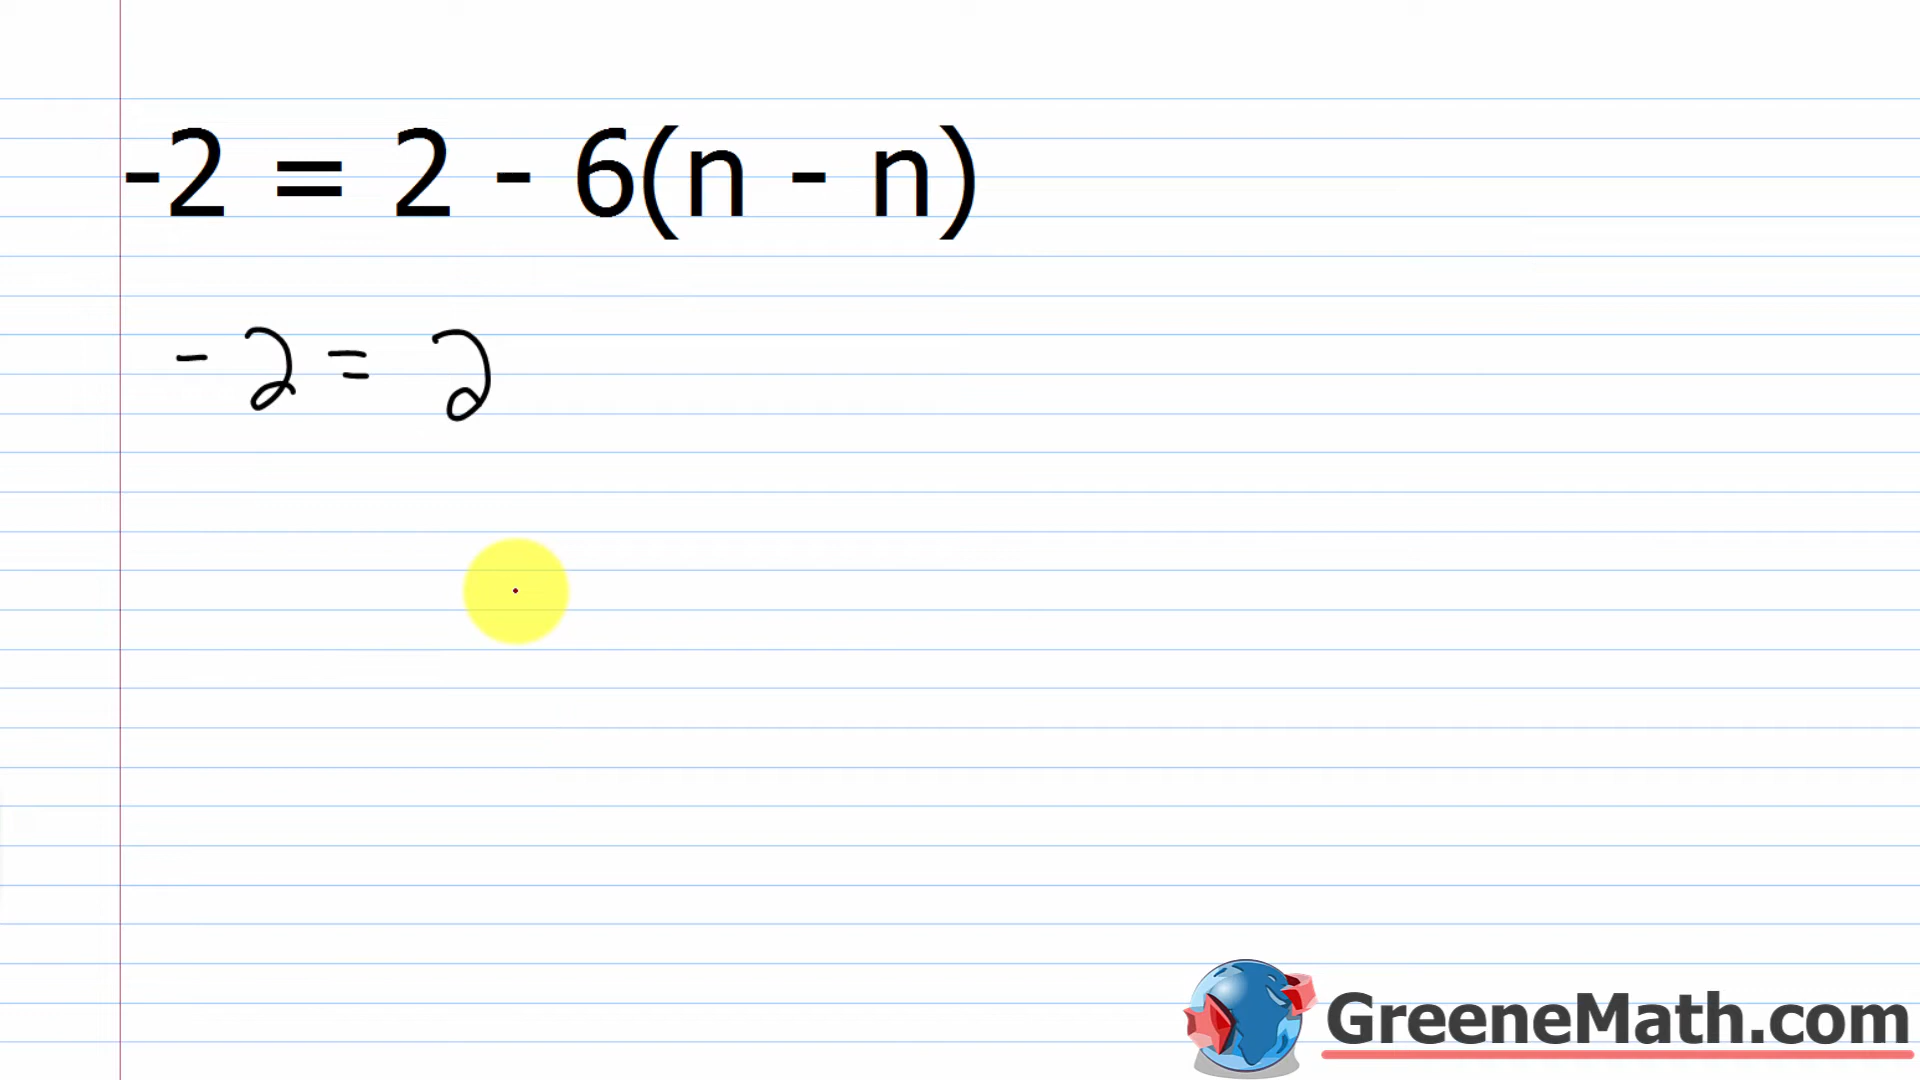 -2 = 2 - 6(n - n)
- 2 = 2
GreeneMath.com